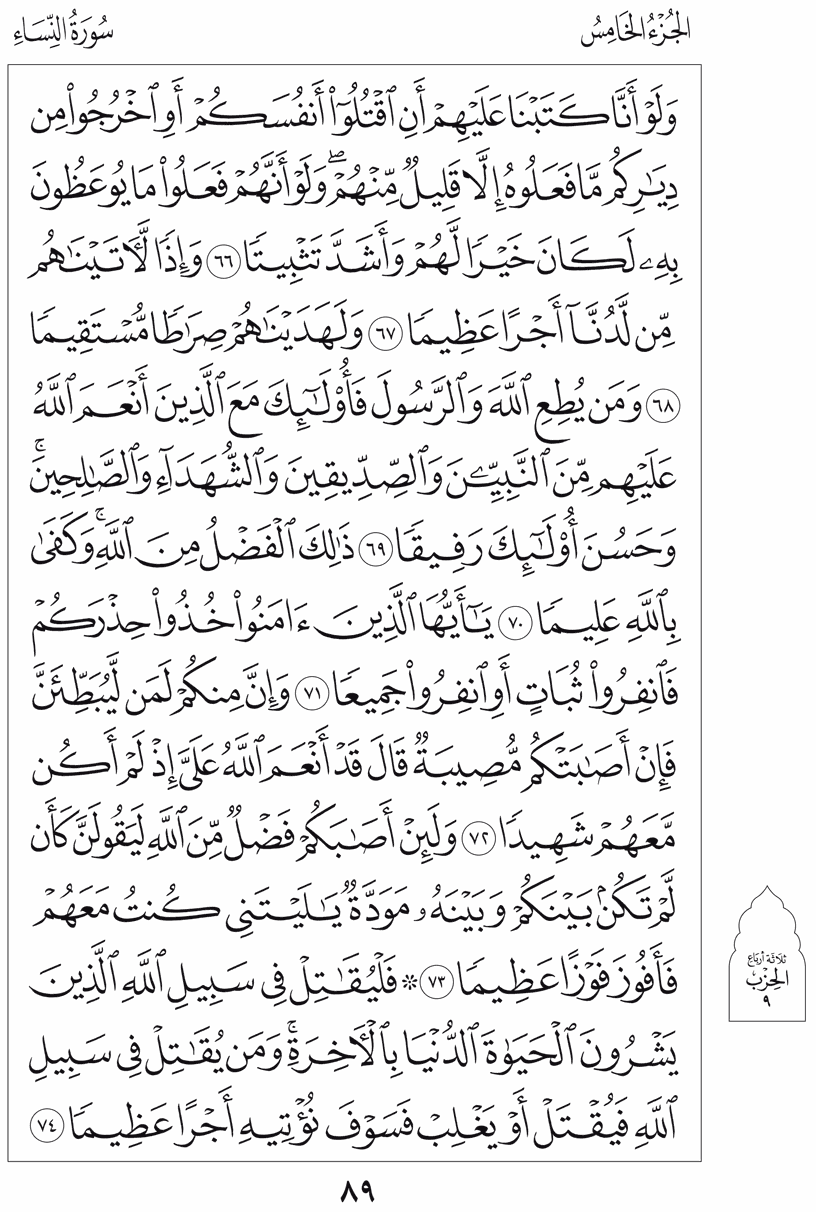 الجُزْءُ الخَامِسُ
سُورَةُ النِّسَاءِ
وَلَوْ أَنَّا كَتَبْنَا عَلَيْهِمْ أَنِ ٱقْتُلُوٓا۟ أَنفُسَكُمْ أَوِ ٱخْرُجُوا۟ مِن
دِيَٰرِكُم مَّا فَعَلُوهُ إِلَّا قَلِيلٌ مِّنْهُمْ ۖ وَلَوْ أَنَّهُمْ فَعَلُوا۟ مَا يُوعَظُونَ
بِهِۦ لَكَانَ خَيْرًا لَّهُمْ وَأَشَدَّ تَثْبِيتًا ٦٦ وَإِذًا لَّـَٔاتَيْنَٰهُم
مِّن لَّدُنَّآ أَجْرًا عَظِيمًا ٦٧ وَلَهَدَيْنَٰهُمْ صِرَٰطًا مُّسْتَقِيمًا
٦٨ وَمَن يُطِعِ ٱللَّهَ وَٱلرَّسُولَ فَأُو۟لَٰٓئِكَ مَعَ ٱلَّذِينَ أَنْعَمَ ٱللَّهُ
عَلَيْهِم مِّنَ ٱلنَّبِيِّـۧنَ وَٱلصِّدِّيقِينَ وَٱلشُّهَدَآءِ وَٱلصَّٰلِحِينَ ۚ
وَحَسُنَ أُو۟لَٰٓئِكَ رَفِيقًا ٦٩ ذَٰلِكَ ٱلْفَضْلُ مِنَ ٱللَّهِ ۚ وَكَفَىٰ
بِٱللَّهِ عَلِيمًا ٧٠ يَٰٓأَيُّهَا ٱلَّذِينَ ءَامَنُوا۟ خُذُوا۟ حِذْرَكُمْ
فَٱنفِرُوا۟ ثُبَاتٍ أَوِ ٱنفِرُوا۟ جَمِيعًا ٧١ وَإِنَّ مِنكُمْ لَمَن لَّيُبَطِّئَنَّ
فَإِنْ أَصَٰبَتْكُم مُّصِيبَةٌ قَالَ قَدْ أَنْعَمَ ٱللَّهُ عَلَىَّ إِذْ لَمْ أَكُن
مَّعَهُمْ شَهِيدًا ٧٢ وَلَئِنْ أَصَٰبَكُمْ فَضْلٌ مِّنَ ٱللَّهِ لَيَقُولَنَّ كَأَن
لَّمْ تَكُنۢ بَيْنَكُمْ وَبَيْنَهُۥ مَوَدَّةٌ يَٰلَيْتَنِى كُنتُ مَعَهُمْ
فَأَفُوزَ فَوْزًا عَظِيمًا ٧٣ ۞ فَلْيُقَٰتِلْ فِى سَبِيلِ ٱللَّهِ ٱلَّذِينَ
يَشْرُونَ ٱلْحَيَوٰةَ ٱلدُّنْيَا بِٱلْـَٔاخِرَةِ ۚ وَمَن يُقَٰتِلْ فِى سَبِيلِ
ٱللَّهِ فَيُقْتَلْ أَوْ يَغْلِبْ فَسَوْفَ نُؤْتِيهِ أَجْرًا عَظِيمًا ٧٤
ثلاثة أرباع
الحزب
٩
٨٩